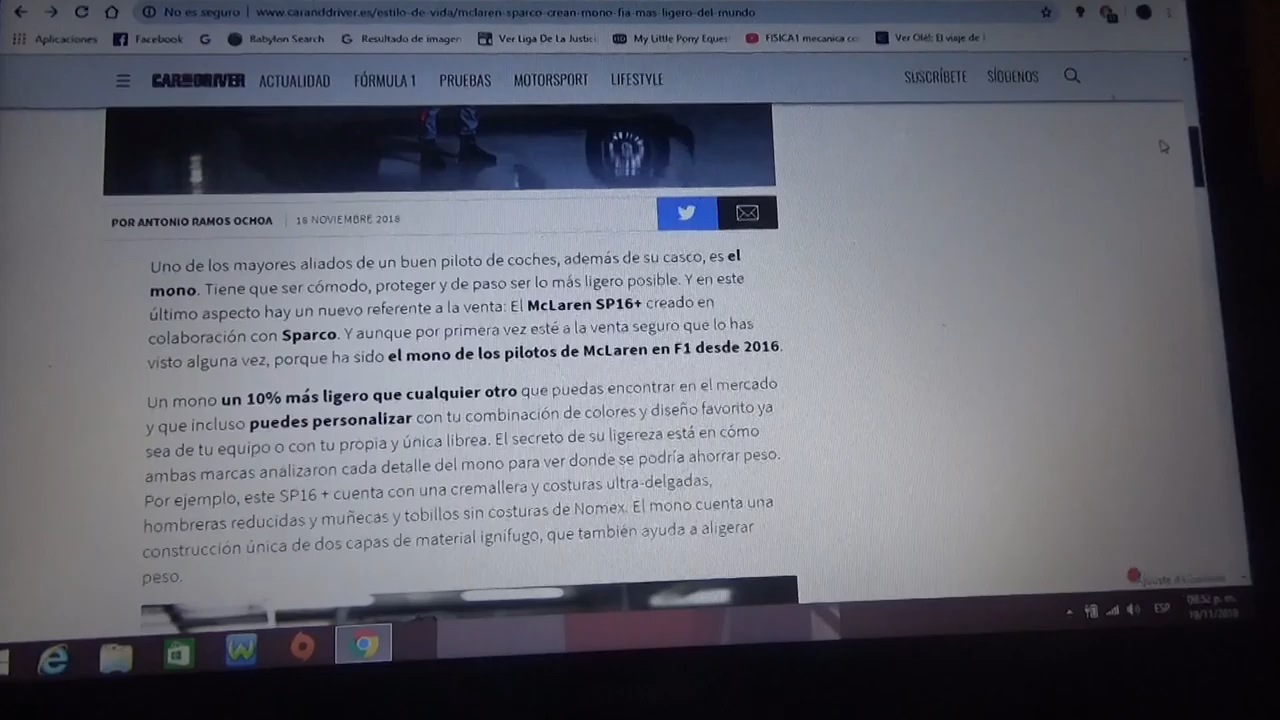 No es seguro | www.caranddriver.es/estilo-de-vida/mclaren-sparco-crean-mono-fia-mas-ligero-del-mundo
Aplicaciones Facebook Babylon Search Resultado de imagen Ver Liga De La Justici My Little Pony Eques FISICA1 mecanica Ver Olé!: El viaje de
CAR AND DRIVER ACTUALIDAD FÓRMULA 1 PRUEBAS MOTORSPORT LIFESTYLE SUSCRÍBETE SÍGUENOS
POR ANTONIO RAMOS OCHOA | 18 NOVIEMBRE 2018
Uno de los mayores aliados de un buen piloto de coches, además de su casco, es el
mono. Tiene que ser cómodo, proteger y de paso ser lo más ligero posible. Y en este
último aspecto hay un nuevo referente a la venta: El McLaren SP16+ creado en
colaboración con Sparco. Y aunque por primera vez esté a la venta seguro que lo has
visto alguna vez, porque ha sido el mono de los pilotos de McLaren en F1 desde 2016.
Un mono un 10% más ligero que cualquier otro que puedas encontrar en el mercado
y que incluso puedes personalizar con tu combinación de colores y diseño favorito ya
sea de tu equipo o con tu propia y única librea. El secreto de su ligereza está en cómo
ambas marcas analizaron cada detalle del mono para ver donde se podría ahorrar peso.
Por ejemplo, este SP16 + cuenta con una cremallera y costuras ultra-delgadas,
hombreras reducidas y muñecas y tobillos sin costuras de Nomex. El mono cuenta una
construcción única de dos capas de material ignífugo, que también ayuda a aligerar
peso.
ESP
08:52 p. m.
19/11/2018